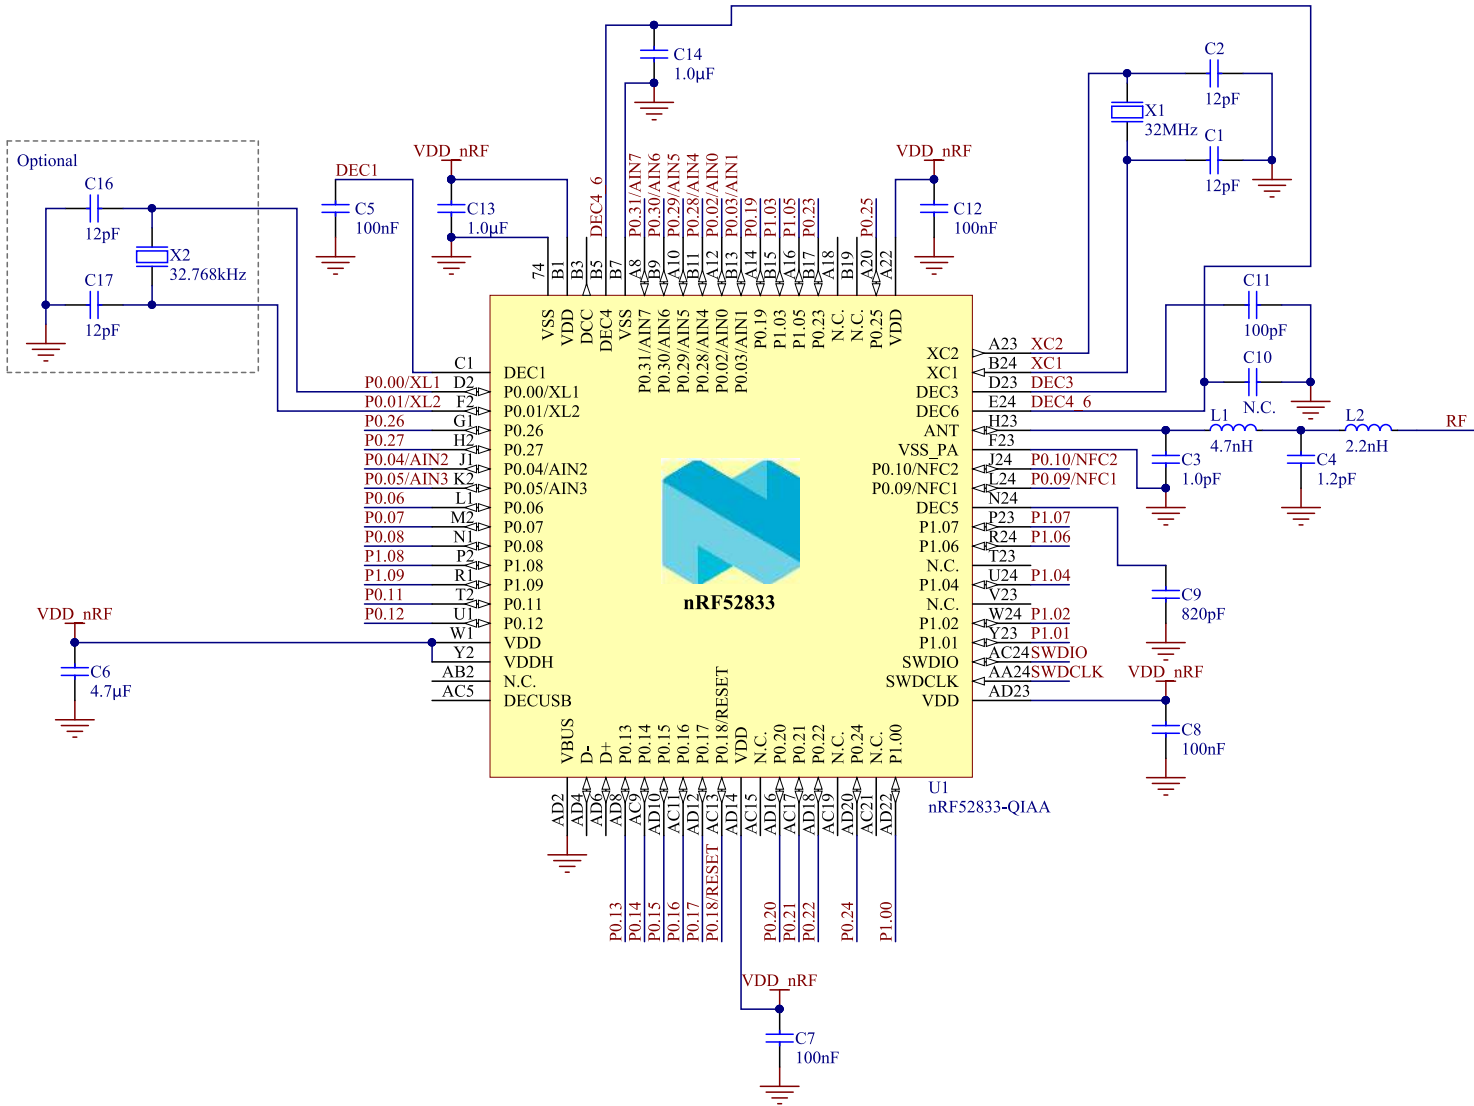 C14
1.0µF
C2
12pF
X1
32MHz
C1
12pF
Optional
C16
12pF
X2
32.768kHz
C17
12pF
DEC1
C5
100nF
VDD_nRF
C13
1.0µF
DEC4_6
P0.31/AIN7
P0.30/AIN6
P0.29/AIN5
P0.28/AIN4
P0.02/AIN0
P0.03/AIN1
P0.19
P1.03
P1.05
P0.23
P0.25
VDD_nRF
C12
100nF
74
B1
B3
B5
B7
A8
B9
A10
B11
A12
B13
A14
B15
A16
B17
A18
B19
A20
A22
VSS
VDD
DCC
DEC4
VSS
P0.31/AIN7
P0.30/AIN6
P0.29/AIN5
P0.28/AIN4
P0.02/AIN0
P0.03/AIN1
P0.19
P1.03
P1.05
P0.23
N.C.
N.C.
P0.25
VDD
C1 DEC1
P0.00/XL1 D2 P0.00/XL1
P0.01/XL2 F2 P0.01/XL2
P0.26 G1 P0.26
P0.27 H2 P0.27
P0.04/AIN2 J1 P0.04/AIN2
P0.05/AIN3 K2 P0.05/AIN3
P0.06 L1 P0.06
P0.07 M2 P0.07
P0.08 N1 P0.08
P1.08 P2 P1.08
P1.09 R1 P1.09
P0.11 T2 P0.11
P0.12 U1 P0.12
W1 VDD
Y2 VDDH
AB2 N.C.
AC5 DECUSB
VDD_nRF
C6
4.7µF
nRF52833
XC2 A23 XC2
XC1 B24 XC1
DEC3 D23 DEC3
DEC6 E24 DEC4_6
ANT H23
VSS_PA F23
P0.10/NFC2 J24 P0.10/NFC2
P0.09/NFC1 L24 P0.09/NFC1
DEC5 N24
P1.07 P23 P1.07
P1.06 R24 P1.06
N.C. T23
P1.04 U24 P1.04
N.C. V23
P1.02 W24 P1.02
P1.01 Y23 P1.01
SWDIO AC24 SWDIO
SWDCLK AA24 SWDCLK
VDD AD23
C11
100pF
C10
N.C.
L1
4.7nH
L2
2.2nH
RF
C3
1.0pF
C4
1.2pF
C9
820pF
VDD_nRF
C8
100nF
VBUS
D-
D+
P0.13
P0.14
P0.15
P0.16
P0.17
P0.18/RESET
VDD
N.C.
P0.20
P0.21
P0.22
N.C.
P0.24
N.C.
P1.00
AD2
AD4
AD6
AD8
AC9
AD10
AC11
AD12
AC13
AD14
AC15
AD16
AC17
AD18
AC19
AD20
AC21
AD22
U1
nRF52833-QIAA
P0.13
P0.14
P0.15
P0.16
P0.17
P0.18/RESET
P0.20
P0.21
P0.22
P0.24
P1.00
VDD_nRF
C7
100nF